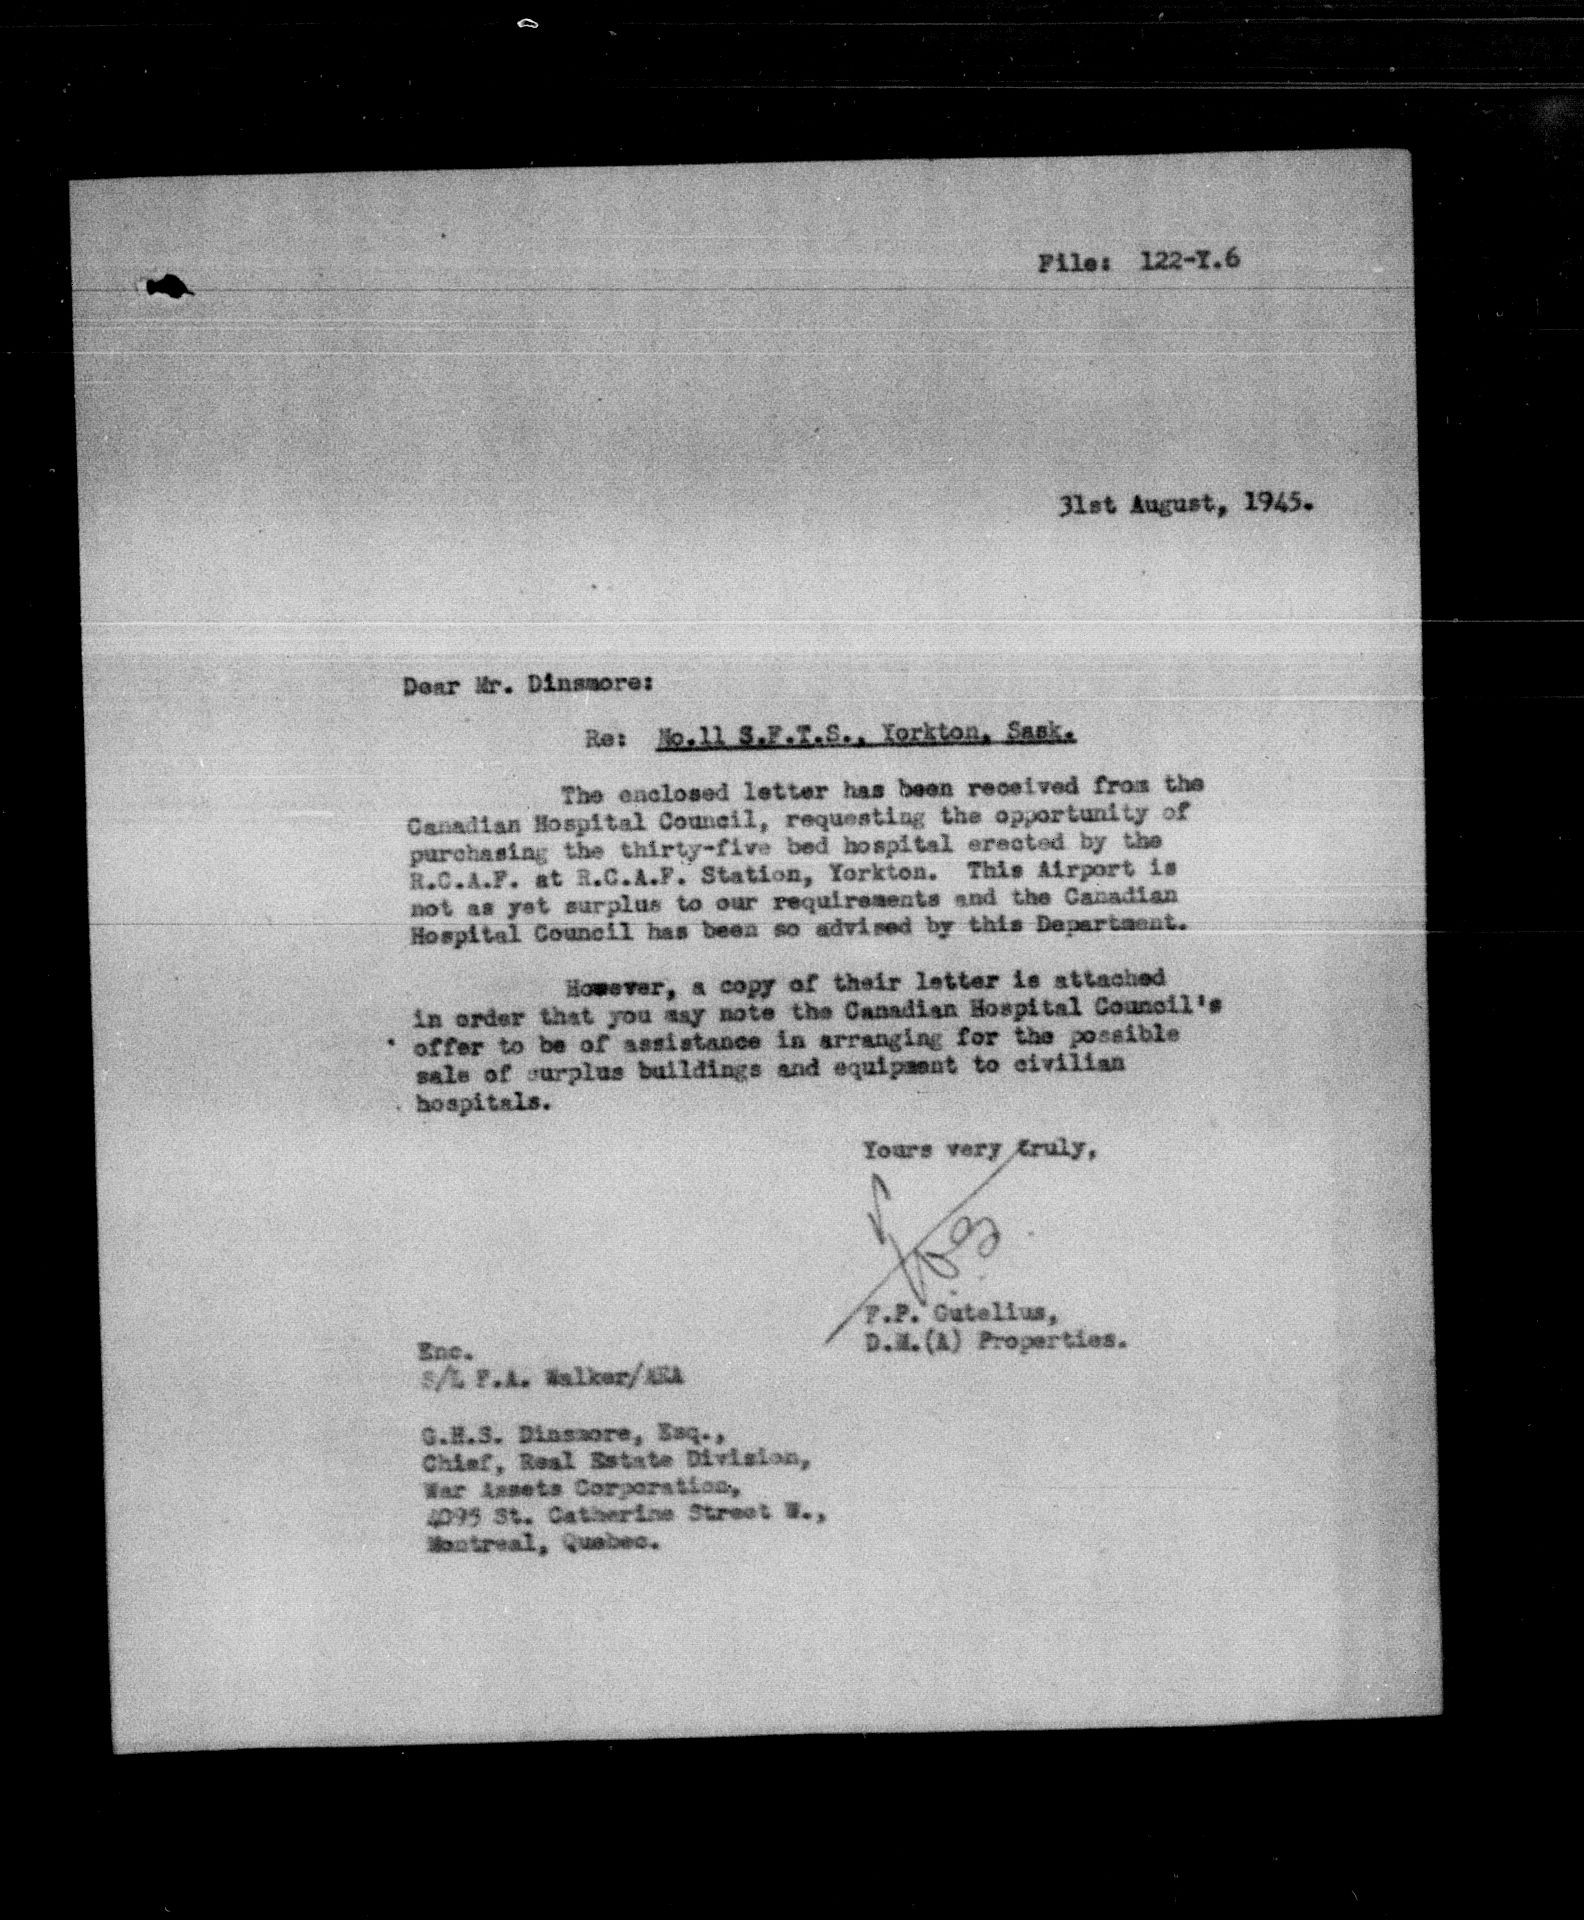 File: 122-Y.6
31st August, 1945.
Dear Mr. Dinsmore:
Re: No.11 S.F.T.S., Yorkton, Sask.
The enclosed letter has been received from the
Canadian Hospital Council, requesting the opportunity of
purchasing the thirty-five bed hospital erected by the
R.C.A.F. at R.C.A.F. Station, Yorkton. This Airport is
not as yet surplus to our requirements and the Canadian
Hospital Council has been so advised by this Department.
However, a copy of their letter is attached
in order that you may note the Canadian Hospital Council's
offer to be of assistance in arranging for the possible
sale of surplus buildings and equipment to civilian
hospitals.
Yours very truly,
F.P. Gutelius,
D.M.(A) Properties.
Enc.
S/L F.A. Walker/AKA
G.H.S. Dinsmore, Esq.,
Chief, Real Estate Division,
War Assets Corporation,
4095 St. Catherine Street W.,
Montreal, Quebec.